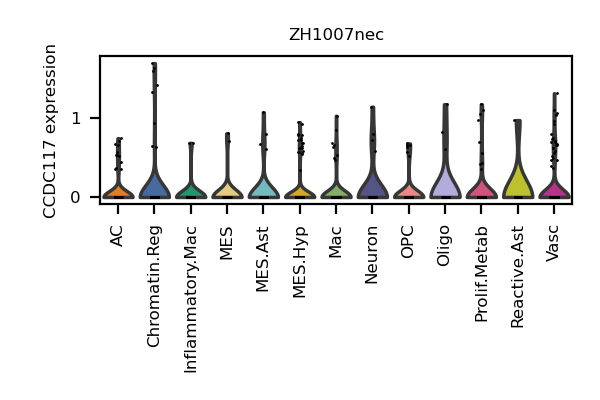 ZH1007nec
CCDC117 expression
1
0
AC
Chromatin.Reg
Inflammatory.Mac
MES
MES.Ast
MES.Hyp
Mac
Neuron
OPC
Oligo
Prolif.Metab
Reactive.Ast
Vasc